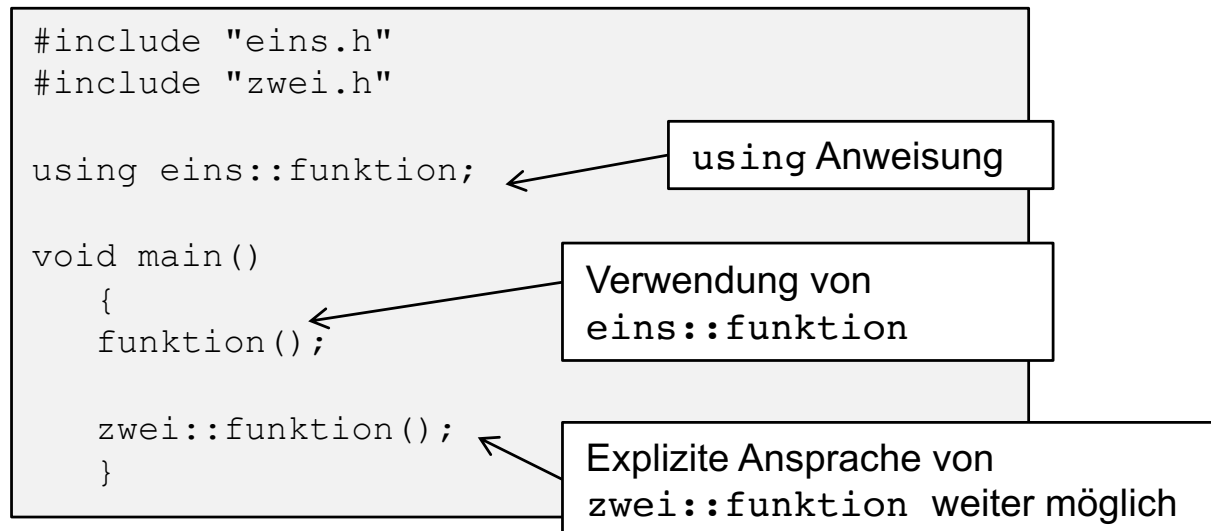 #include "eins.h"
#include "zwei.h"
using eins::funktion;
using Anweisung
void main()
{
funktion();
Verwendung von
eins::funktion
zwei::funktion();
}
Explizite Ansprache von
zwei::funktion weiter möglich